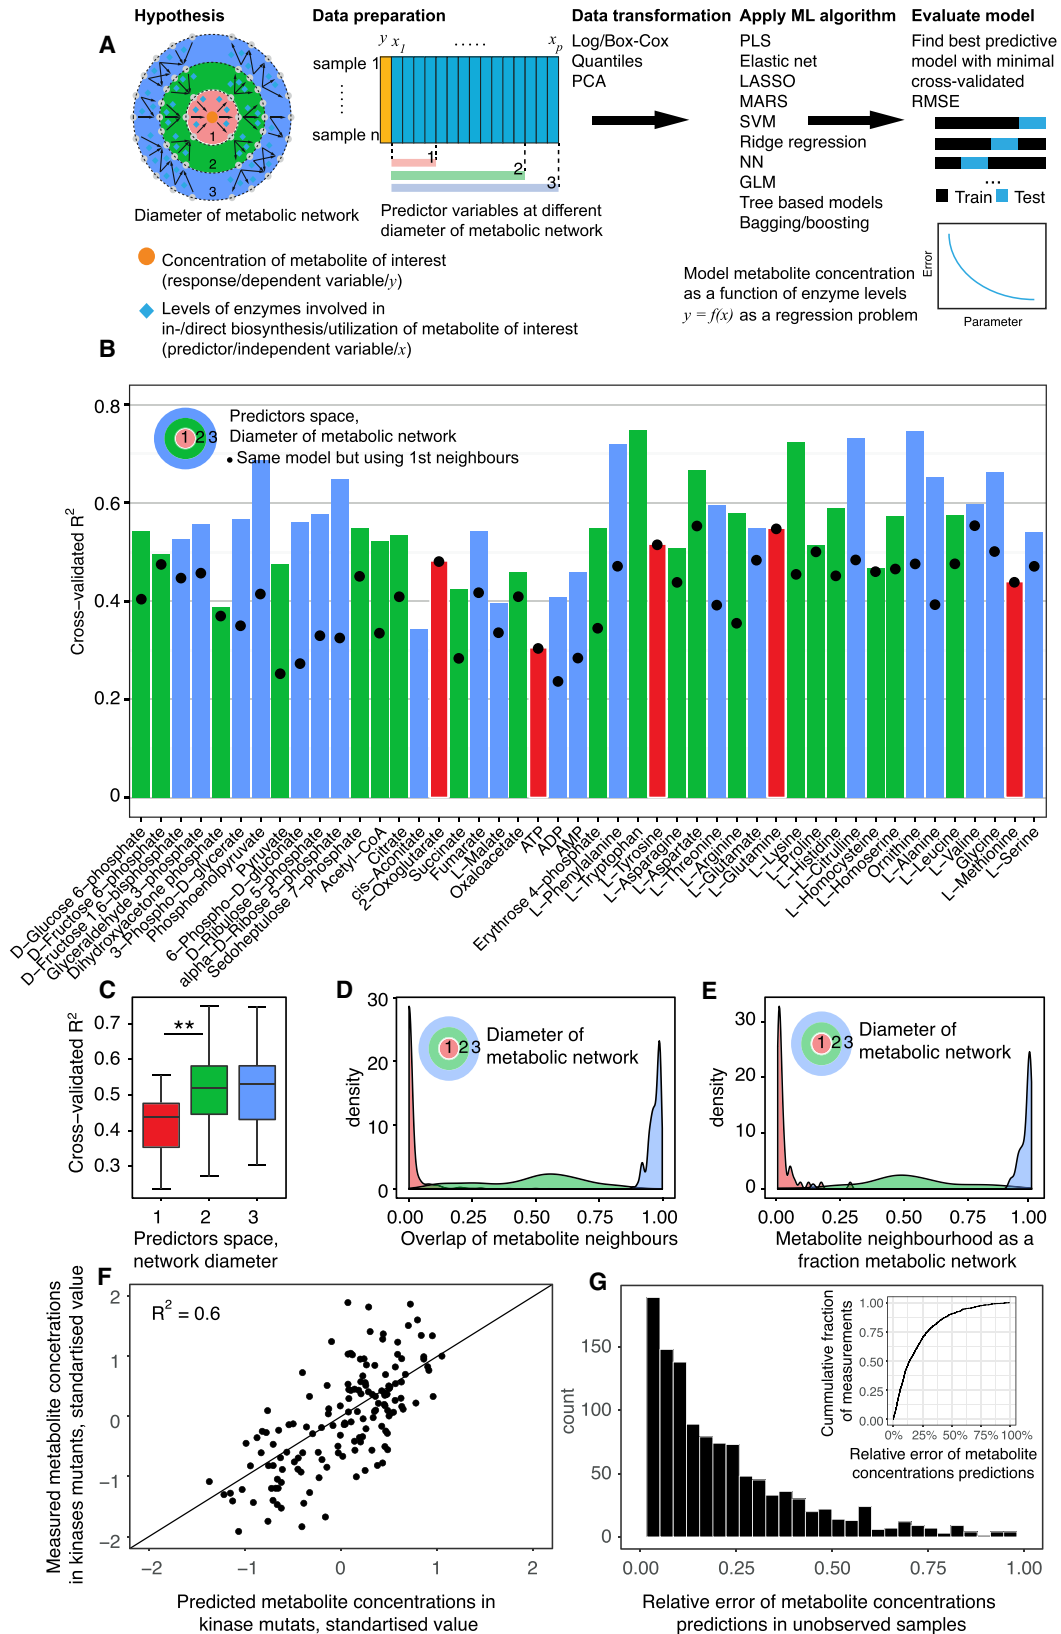 Hypothesis
Data preparation
Data transformation
Apply ML algorithm
Evaluate model
A
1
2
3
Diameter of metabolic network
y x1 ..... xp
sample 1
sample n
1
2
3
Predictor variables at different
diameter of metabolic network
Log/Box-Cox
Quantiles
PCA
PLS
Elastic net
LASSO
MARS
SVM
Ridge regression
NN
GLM
Tree based models
Bagging/boosting
Find best predictive
model with minimal
cross-validated
RMSE
...
Train Test
Error
Parameter
Concentration of metabolite of interest
(response/dependent variable/y)
Levels of enzymes involved in
in-/direct biosynthesis/utilization of metabolite of interest
(predictor/independent variable/x)
Model metabolite concentration
as a function of enzyme levels
y = f(x) as a regression problem
B
Cross−validated R2
0.8
0.6
0.4
0.2
0
1 2 3
Predictors space,
Diameter of metabolic network
Same model but using 1st neighbours
D−Glucose 6−phosphate
D−Fructose 6−phosphate
D−Fructose 1,6−bisphosphate
Glyceraldehyde 3−phosphate
Dihydroxyacetone phosphate
3−Phospho−D−glycerate
Phosphoenolpyruvate
Pyruvate
6−Phospho−D−gluconate
D−Ribulose 5−phosphate
alpha−D−Ribose 5−phosphate
Sedoheptulose 7−phosphate
Acetyl−CoA
Citrate
cis−Aconitate
2−Oxoglutarate
Succinate
Fumarate
L−Malate
Oxaloacetate
ATP
ADP
AMP
Erythrose 4−phosphate
L−Phenylalanine
L−Tryptophan
L−Tyrosine
L−Asparagine
L−Aspartate
L−Threonine
L−Arginine
L−Glutamate
L−Glutamine
L−Lysine
L−Proline
L−Histidine
L−Citrulline
L−Homocysteine
L−Homoserine
Ornithine
L−Alanine
L−Leucine
L−Valine
Glycine
L−Methionine
L−Serine
C
Cross−validated R2
0.7
0.6
0.5
0.4
0.3
**
1 2 3
Predictors space,
network diameter
D
density
30
20
10
0
1 2 3
Diameter of
metabolic network
0.00 0.25 0.50 0.75 1.00
Overlap of metabolite neighbours
E
density
30
20
10
0
1 2 3
Diameter of
metabolic network
0.00 0.25 0.50 0.75 1.00
Metabolite neighbourhood as a
fraction metabolic network
F
Measured metabolite concetrations
in kinases mutants, standartised value
2
1
0
−1
−2
R2 = 0.6
−2 −1 0 1 2
Predicted metabolite concentrations in
kinase mutats, standartised value
G
count
150
100
50
0
0.00 0.25 0.50 0.75 1.00
Relative error of metabolite concentrations
predictions in unobserved samples
Cummulative fraction
of measurements
1.00
0.75
0.50
0.25
0.00
0% 25% 50% 75% 100%
Relative error of metabolite
concentrations predictions